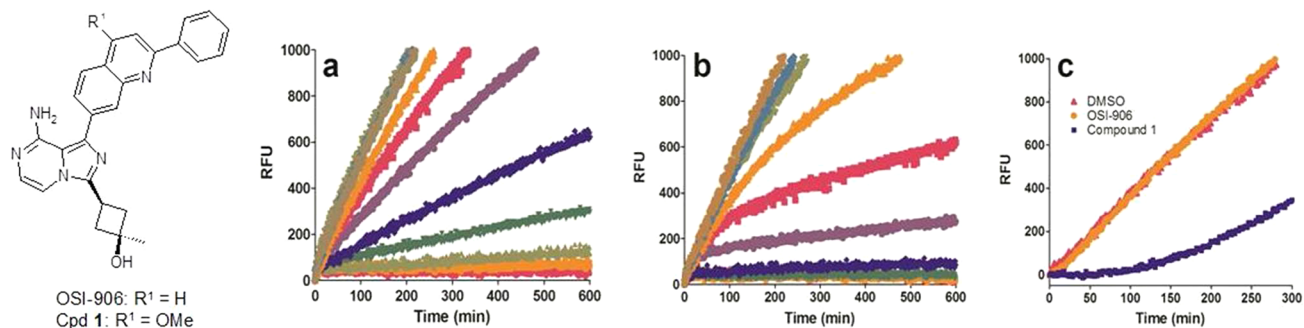 R¹
N
NH₂
N
N
N
OH
OSI-906: R¹ = H
Cpd 1: R¹ = OMe
a
1000
800
600
400
200
0
RFU
0 100 200 300 400 500 600
Time (min)
b
1000
800
600
400
200
0
RFU
0 100 200 300 400 500 600
Time (min)
c
1000
800
600
400
200
0
RFU
DMSO
OSI-906
Compound 1
0 50 100 150 200 250 300
Time (min)